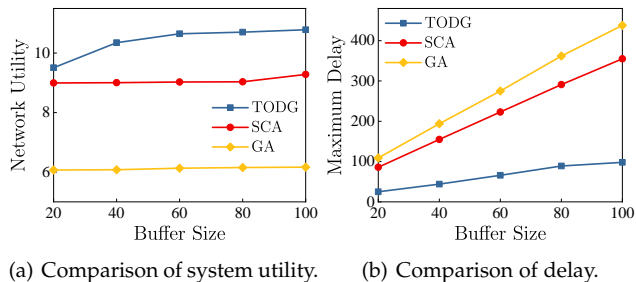 Network Utility
10
8
6
TODG
SCA
GA
20 40 60 80 100
Buffer Size
(a) Comparison of system utility.
Maximum Delay
400
300
200
100
0
TODG
SCA
GA
20 40 60 80 100
Buffer Size
(b) Comparison of delay.